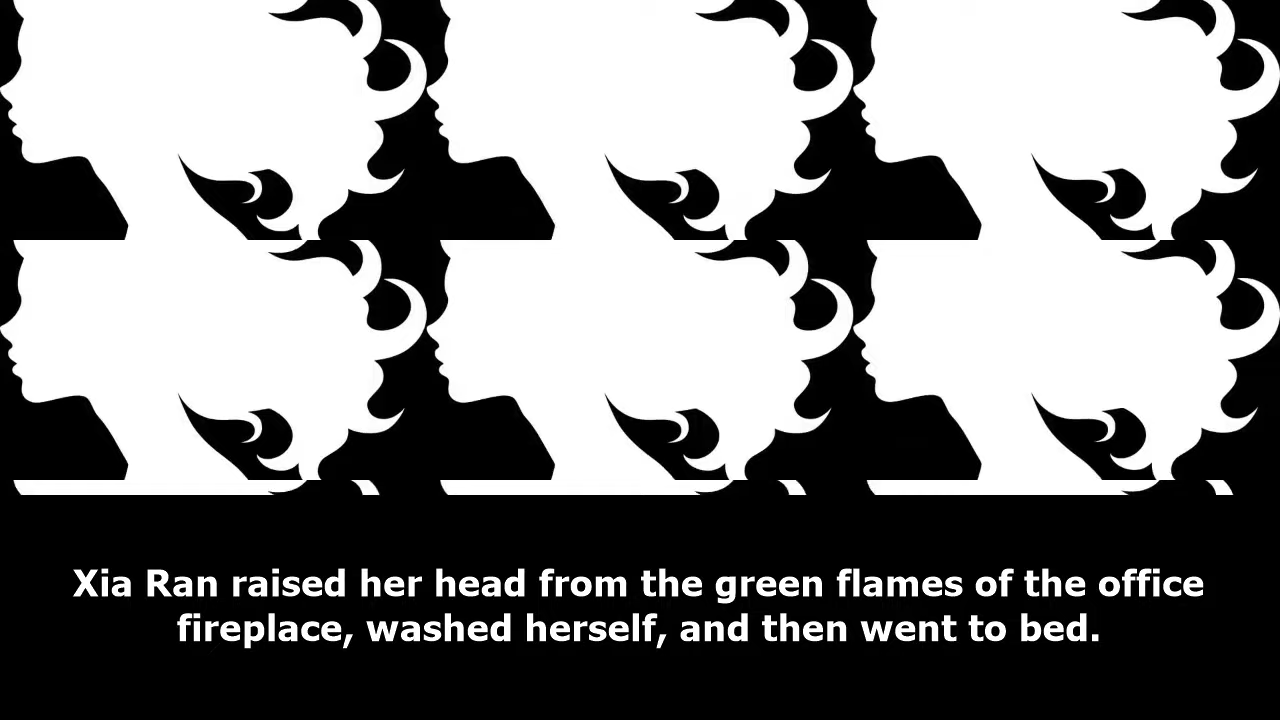 Xia Ran raised her head from the green flames of the office
fireplace, washed herself, and then went to bed.